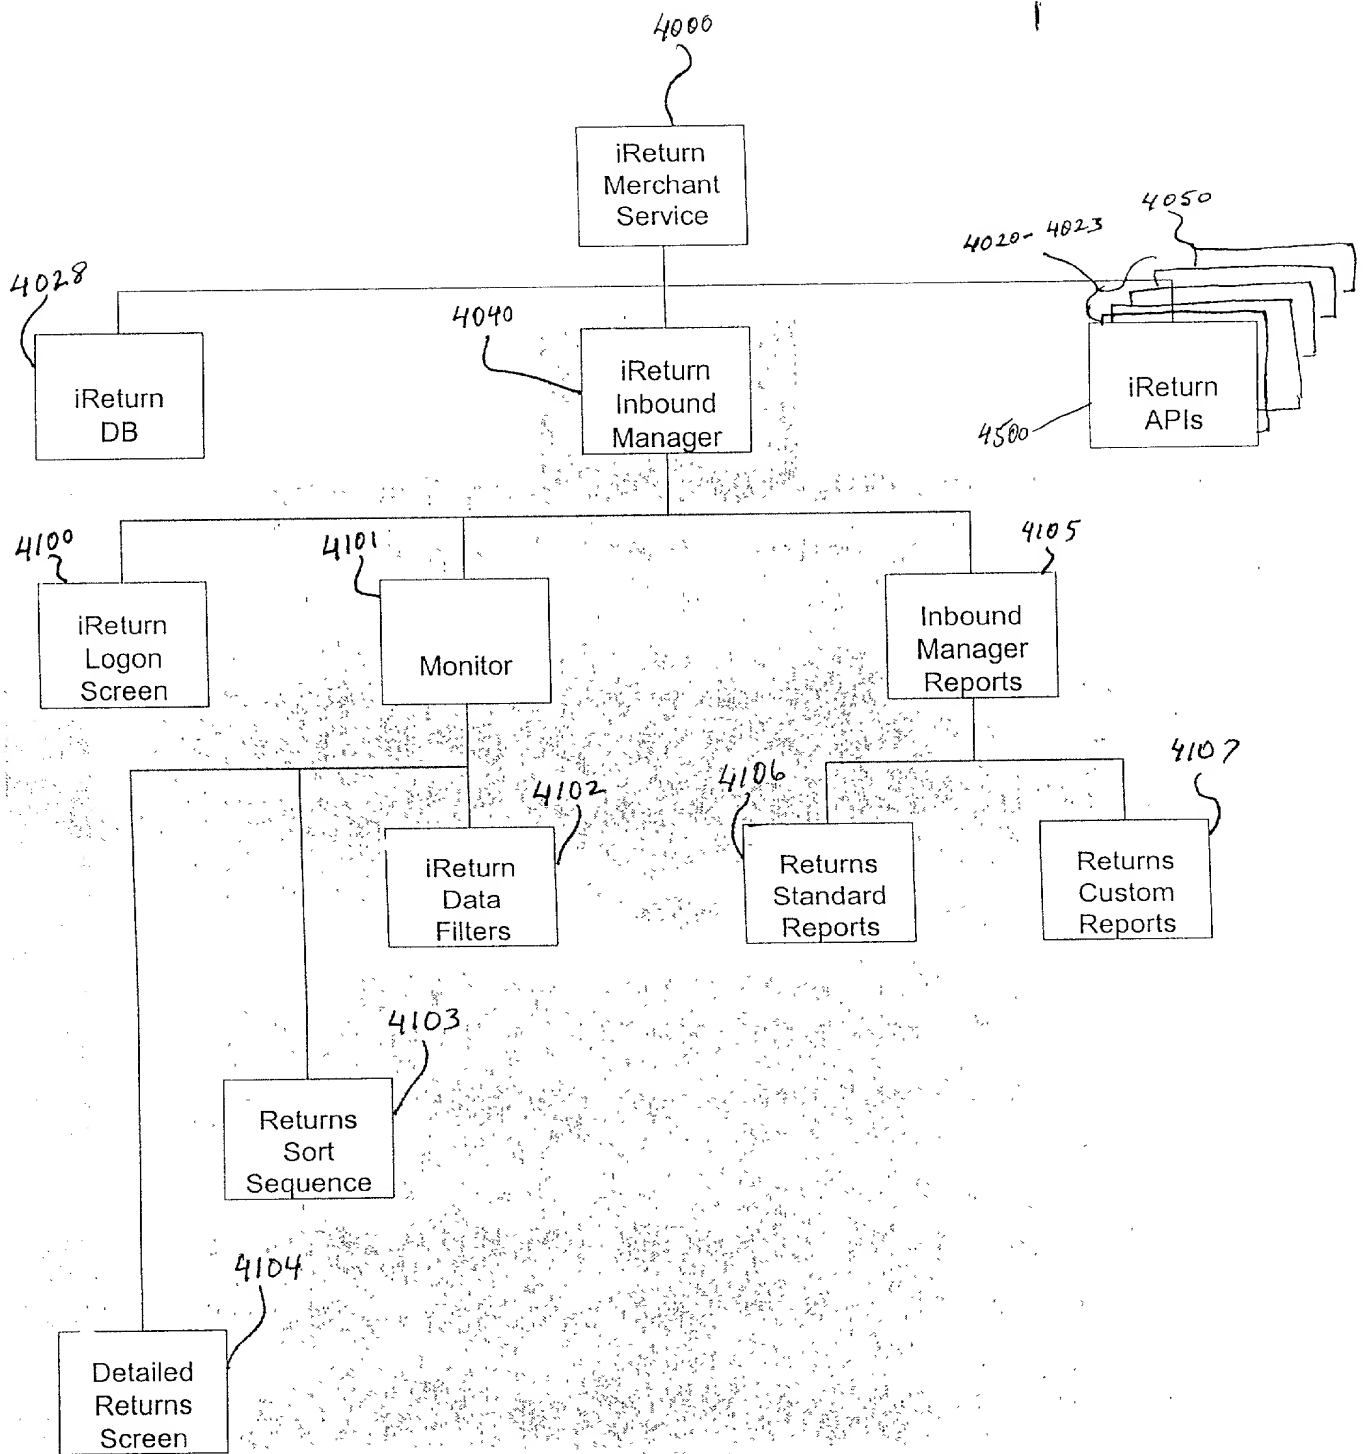 4000
iReturn
Merchant
Service
4050
4020-4023
4028
4040
iReturn
DB
iReturn
Inbound
Manager
iReturn
APIs
4500
4100
4101
4105
iReturn
Logon
Screen
Monitor
Inbound
Manager
Reports
4102
4106
4107
iReturn
Data
Filters
Returns
Standard
Reports
Returns
Custom
Reports
4103
Returns
Sort
Sequence
4104
Detailed
Returns
Screen